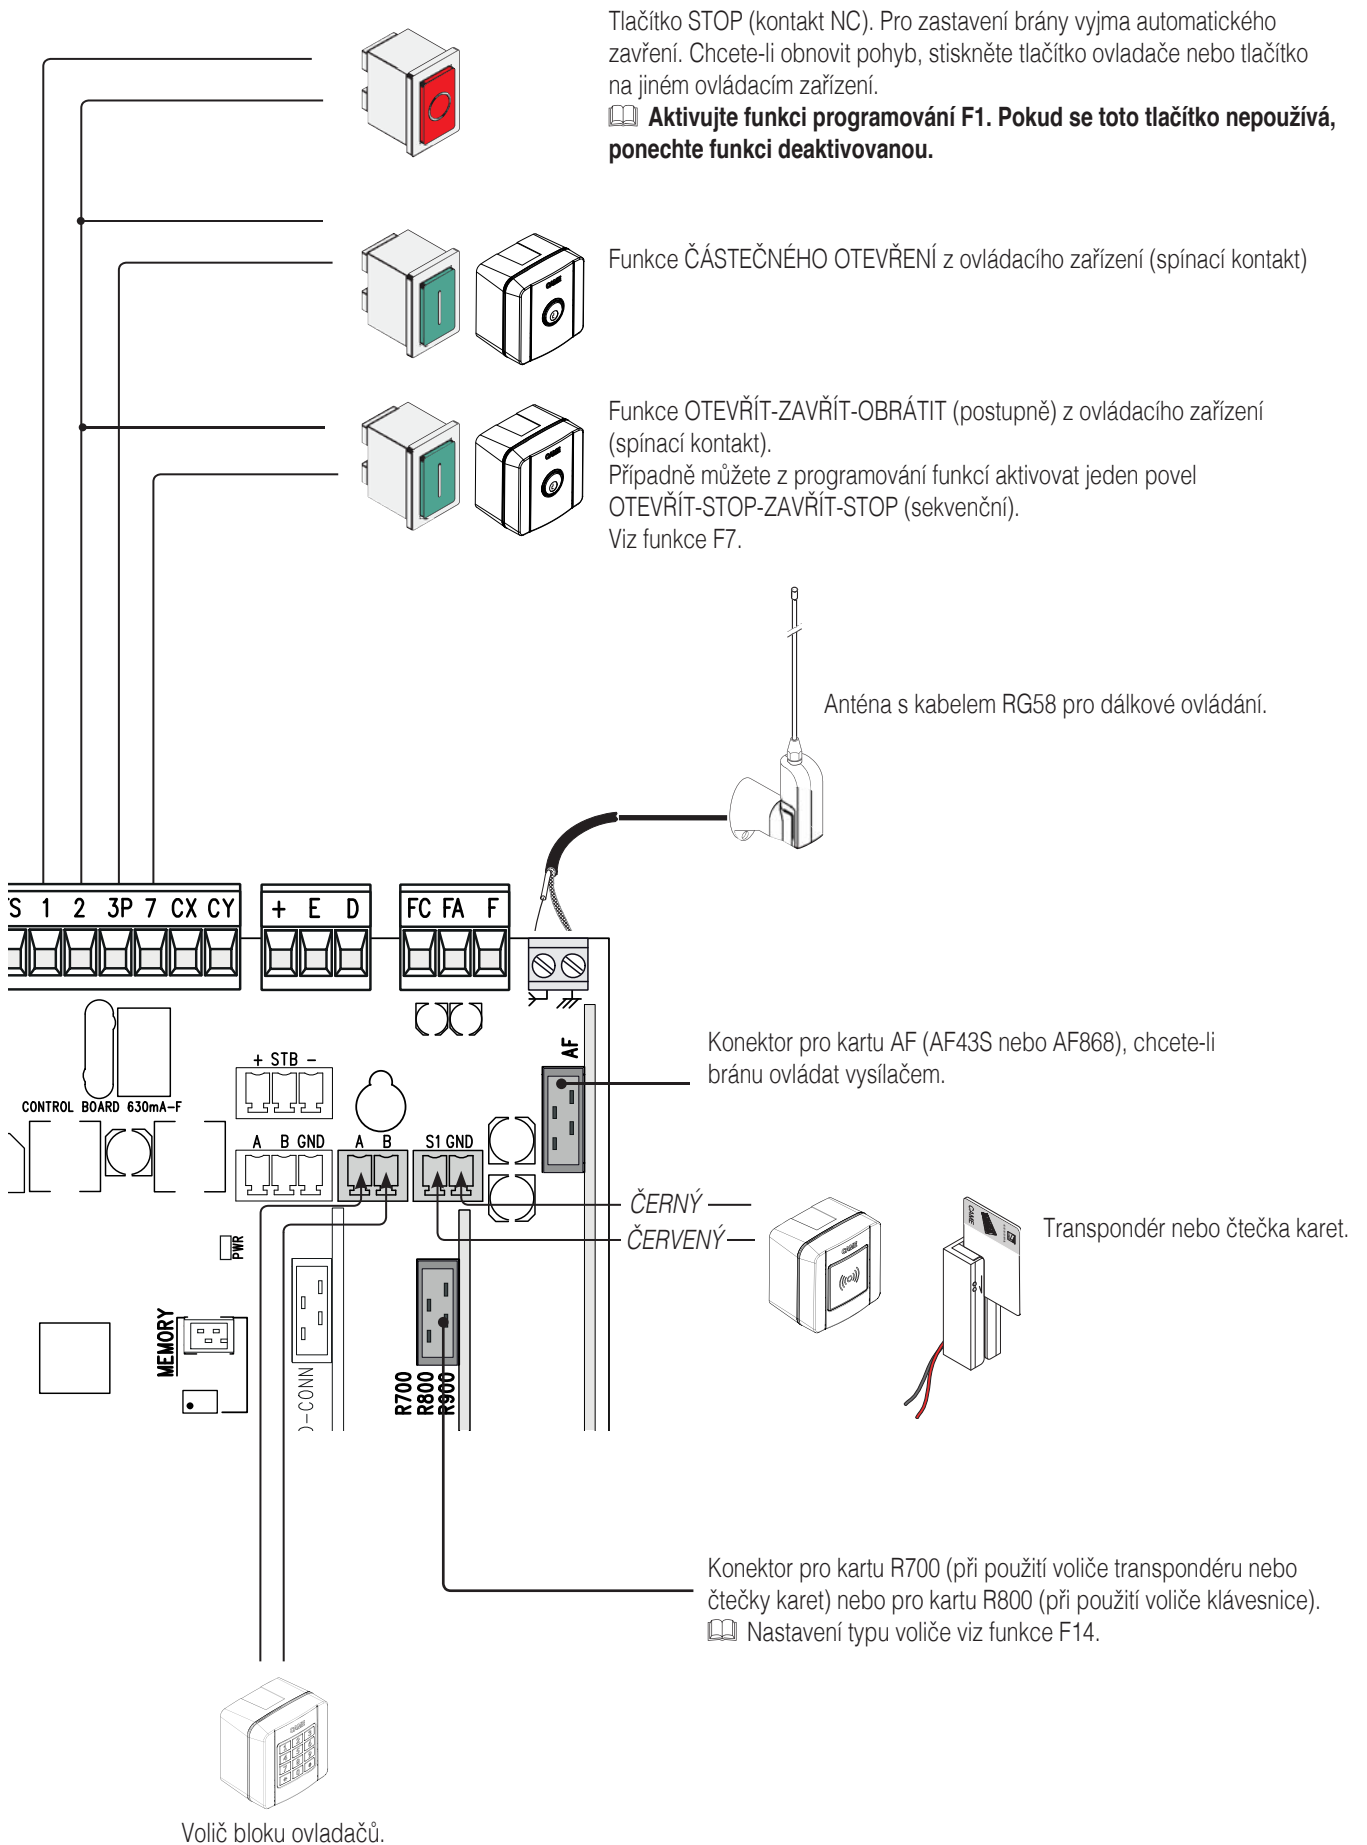 Tlačítko STOP (kontakt NC). Pro zastavení brány vyjma automatického
zavření. Chcete-li obnovit pohyb, stiskněte tlačítko ovladače nebo tlačítko
na jiném ovládacím zařízení.
Aktivujte funkci programování F1. Pokud se toto tlačítko nepoužívá,
ponechte funkci deaktivovanou.
Funkce ČÁSTEČNÉHO OTEVŘENÍ z ovládacího zařízení (spínací kontakt)
CAME
Funkce OTEVŘÍT-ZAVŘÍT-OBRÁTIT (postupně) z ovládacího zařízení
(spínací kontakt).
Případně můžete z programování funkcí aktivovat jeden povel
OTEVŘÍT-STOP-ZAVŘÍT-STOP (sekvenční).
Viz funkce F7.
CAME
Anténa s kabelem RG58 pro dálkové ovládání.
TS 1 2 3P 7 CX CY
+ E D
FC FA F
AF
Konektor pro kartu AF (AF43S nebo AF868), chcete-li
bránu ovládat vysílačem.
+ STB -
CONTROL BOARD 630mA-F
A B GND
A B
S1 GND
ČERNÝ
ČERVENÝ
CAME
CAME
Transpondér nebo čtečka karet.
PWR
MEMORY
O-CONN
R700
R800
R900
Konektor pro kartu R700 (při použití voliče transpondéru nebo
čtečky karet) nebo pro kartu R800 (při použití voliče klávesnice).
Nastavení typu voliče viz funkce F14.
CAME
Volič bloku ovladačů.